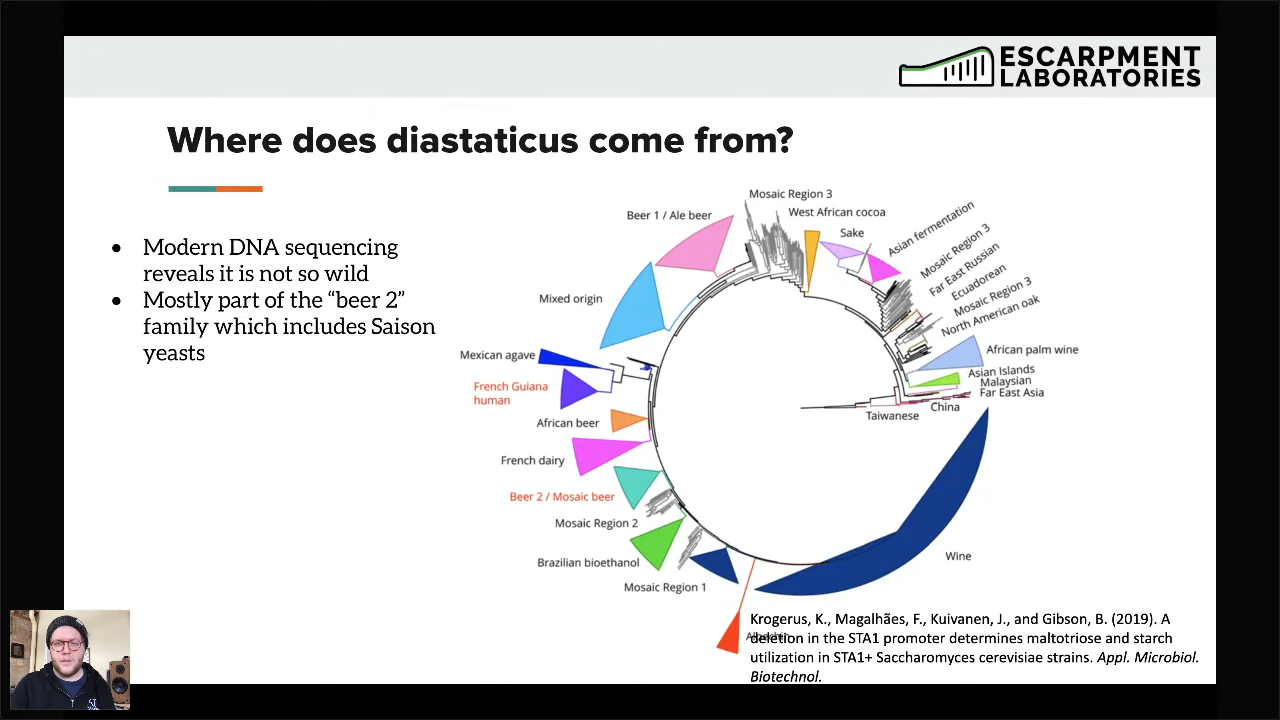 ESCARPMENT
LABORATORIES
Where does diastaticus come from?
● Modern DNA sequencing
reveals it is not so wild
● Mostly part of the “beer 2”
family which includes Saison
yeasts
Mosaic Region 3
West African cocoa
Beer 1 / Ale beer
Sake
Asian fermentation
Mosaic Region 3
Far East Russian
Ecuadorean
Mosaic Region 3
North American oak
Mixed origin
Mexican agave
African palm wine
Asian Islands
Malaysian
Far East Asia
China
Taiwanese
French Guiana
human
African beer
French dairy
Beer 2 / Mosaic beer
Mosaic Region 2
Brazilian bioethanol
Mosaic Region 1
Wine
Krogerus, K., Magalhães, F., Kuivanen, J., and Gibson, B. (2019). A
deletion in the STA1 promoter determines maltotriose and starch
utilization in STA1+ Saccharomyces cerevisiae strains. Appl. Microbiol.
Biotechnol.